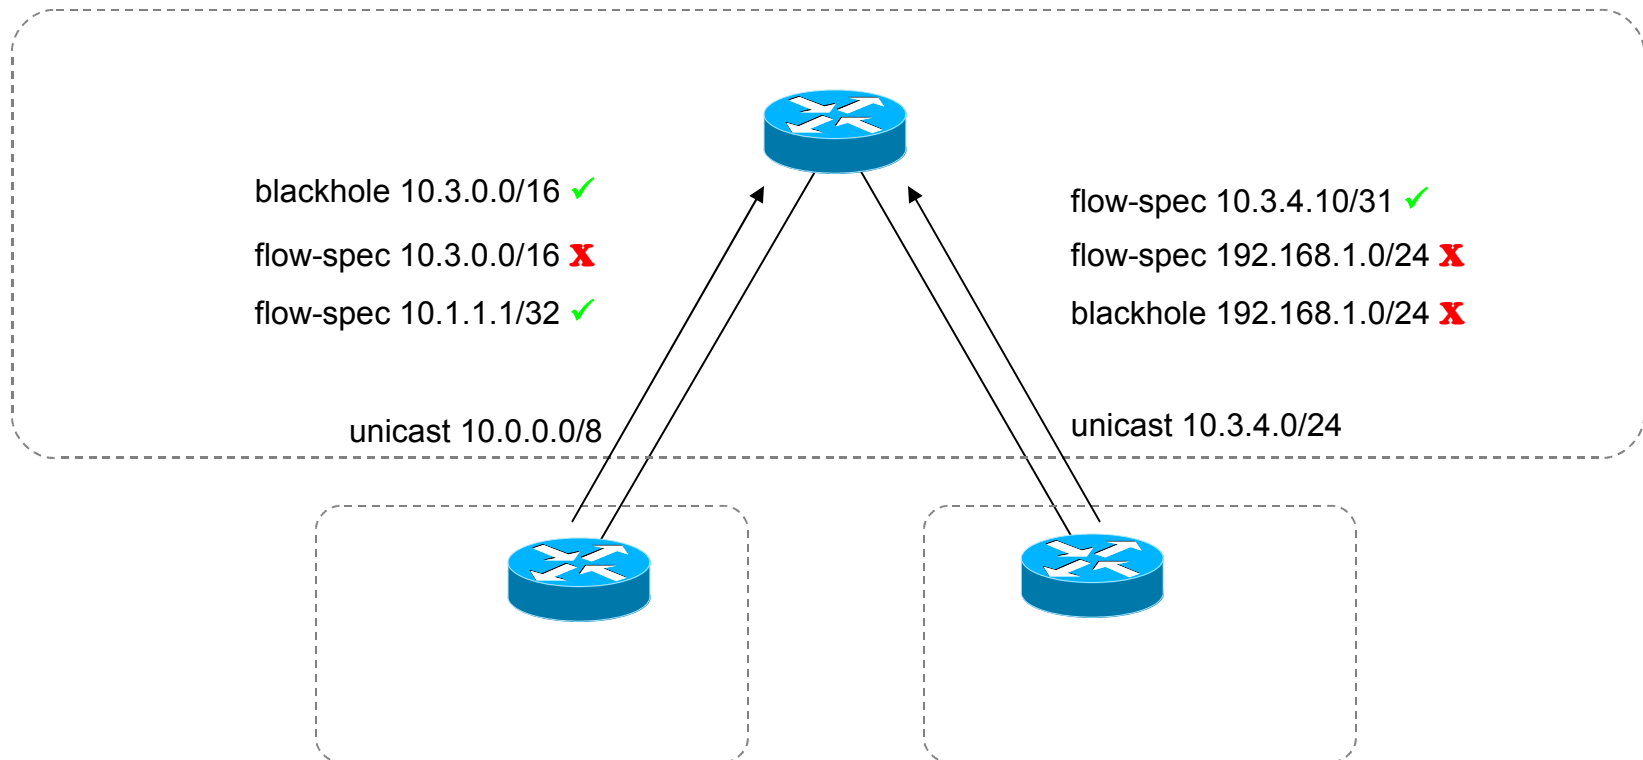 blackhole 10.3.0.0/16 ✓
flow-spec 10.3.0.0/16 x
flow-spec 10.1.1.1/32 ✓
unicast 10.0.0.0/8
flow-spec 10.3.4.10/31 ✓
flow-spec 192.168.1.0/24 x
blackhole 192.168.1.0/24 x
unicast 10.3.4.0/24